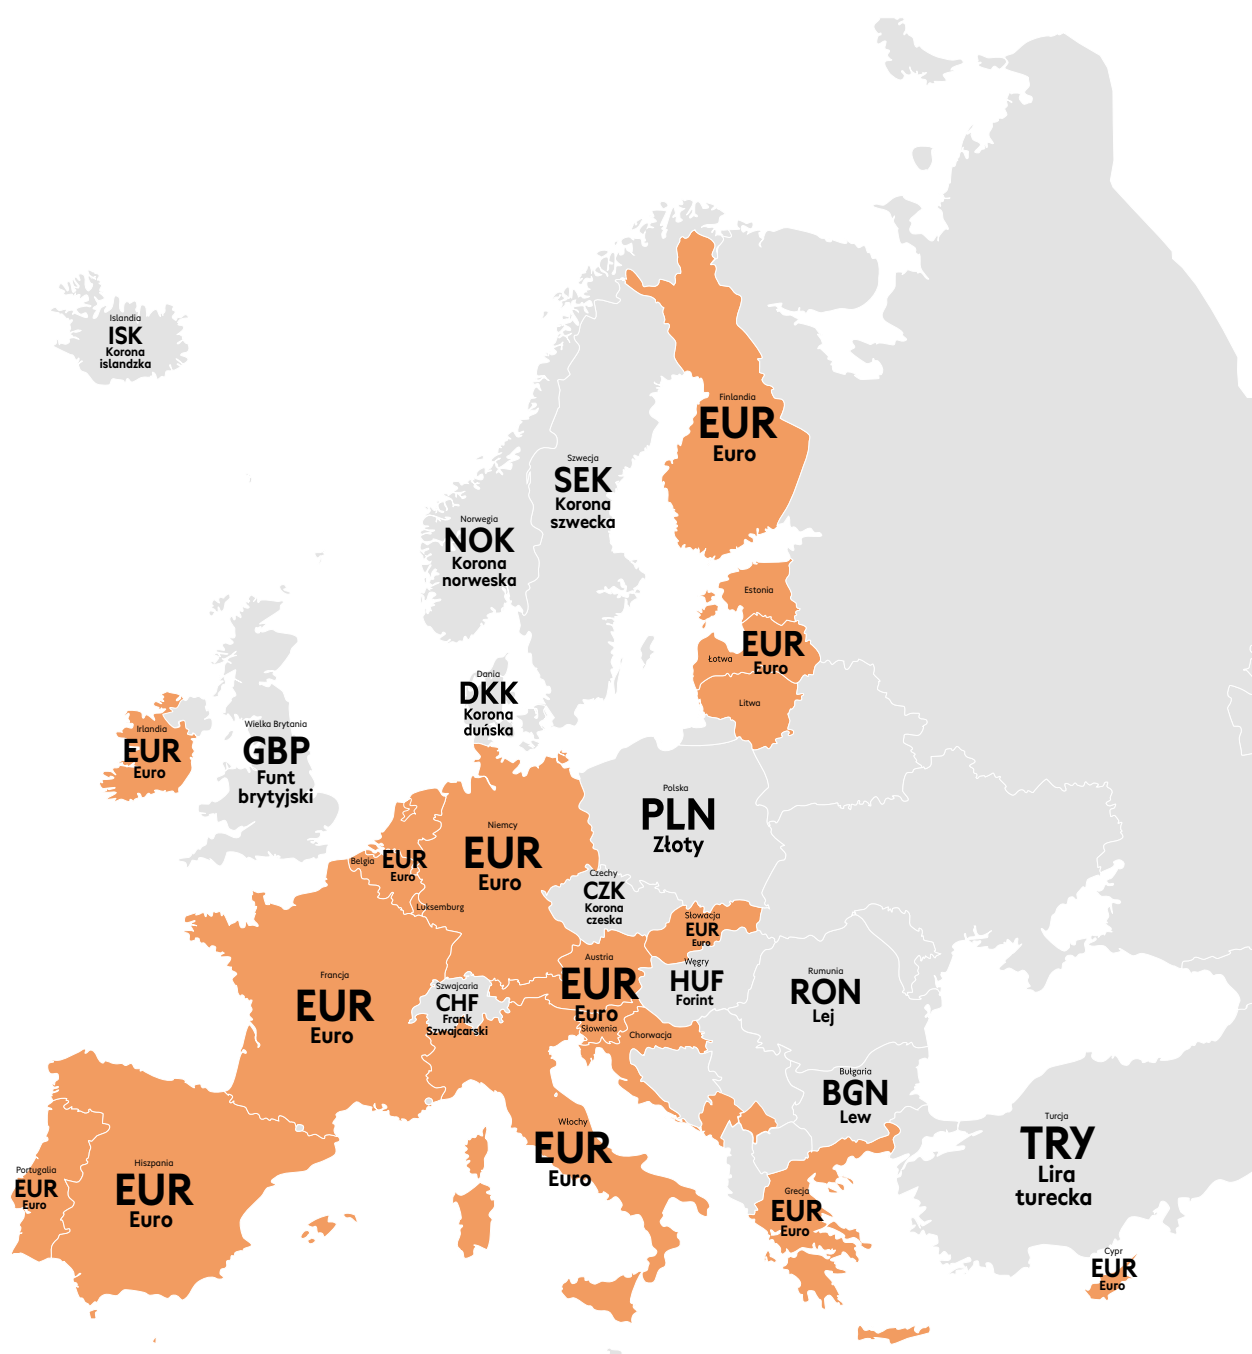 Islandia
ISK
Korona
islandzka
Finlandia
EUR
Euro
Szwecja
SEK
Korona
szwecka
Norwegia
NOK
Korona
norweska
Estonia
EUR
Euro
Łotwa
Litwa
Dania
DKK
Korona
duńska
Irlandia
EUR
Euro
Wielka Brytania
GBP
Funt
brytyjski
Polska
PLN
Złoty
Niemcy
EUR
Euro
Belgia
EUR
Euro
Luksemburg
Czechy
CZK
Korona
czeska
Słowacja
EUR
Euro
Austria
EUR
Euro
Węgry
HUF
Forint
Rumunia
RON
Lej
Francja
EUR
Euro
Szwajcaria
CHF
Frank
Szwajcarski
Słowenia
Chorwacja
Bułgaria
BGN
Lew
Włochy
EUR
Euro
Turcja
TRY
Lira
turecka
Portugalia
EUR
Euro
Hiszpania
EUR
Euro
Grecja
EUR
Euro
Cypr
EUR
Euro